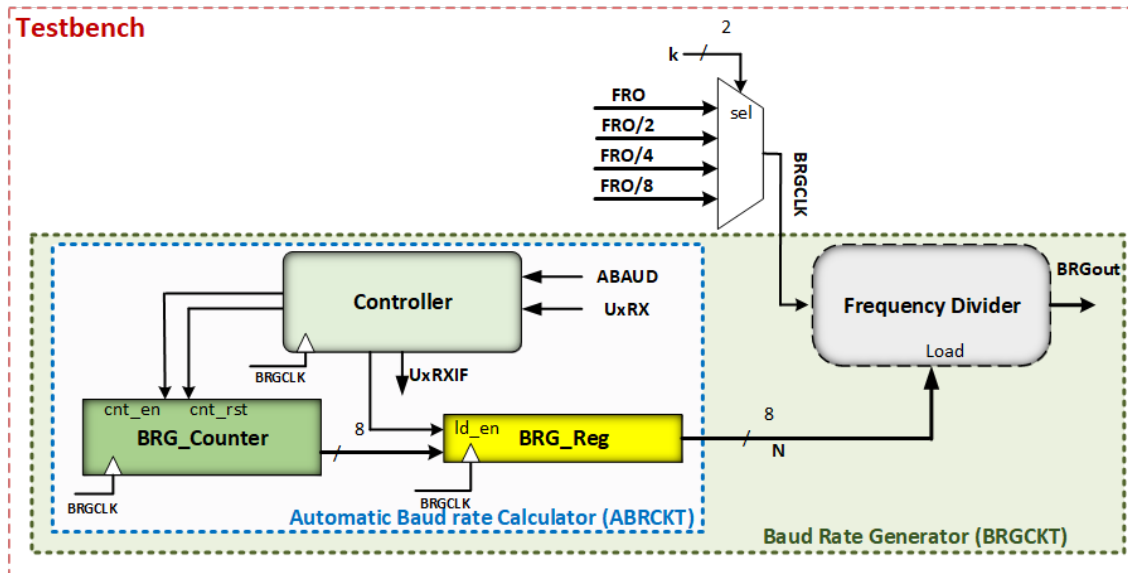 Testbench
2
k
FRO
sel
FRO/2
FRO/4
FRO/8
BRGCLK
Controller
ABAUD
UxRX
BRGCLK
UxRXIF
Frequency Divider
BRGout
Load
cnt_en cnt_rst
BRG_Counter
8
ld_en
BRG_Reg
8
N
BRGCLK
BRGCLK
Automatic Baud rate Calculator (ABRCKT)
Baud Rate Generator (BRGCKT)